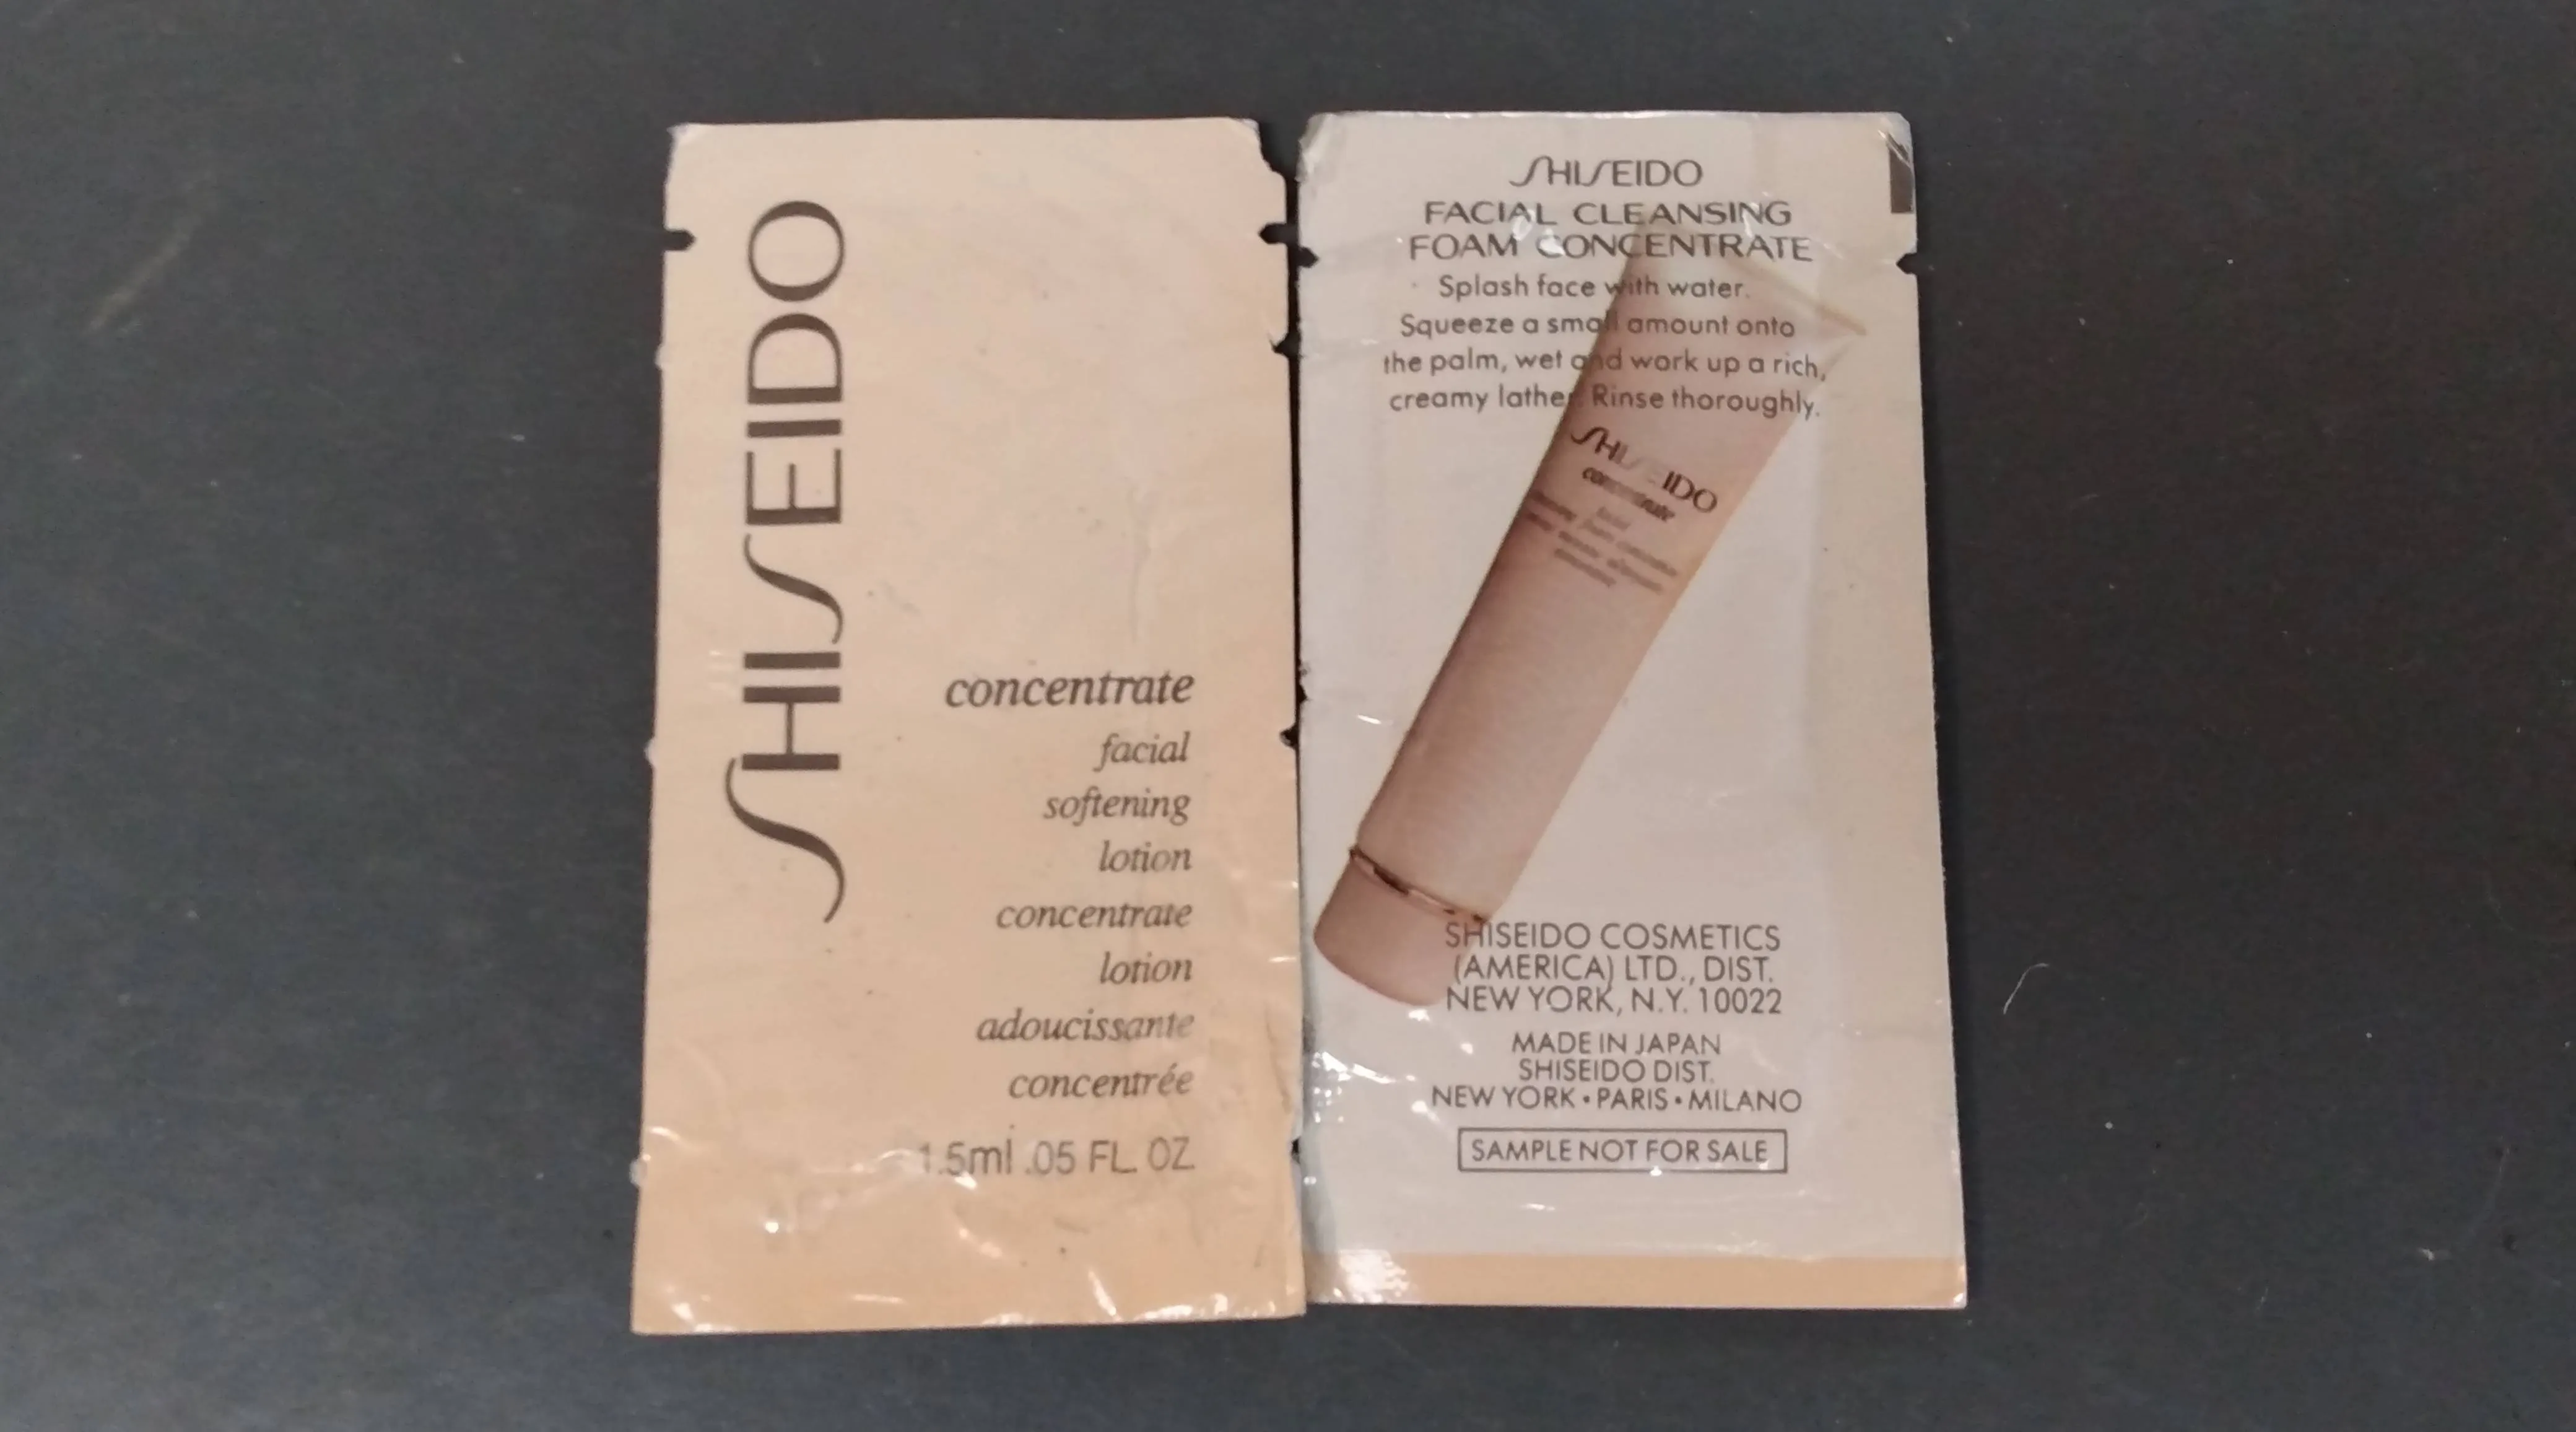 SHISEIDO
concentrate
facial
softening
lotion
concentrate
lotion
adoucissante
concentrée
1.5ml .05 FL. OZ
SHISEIDO
FACIAL CLEANSING
FOAM CONCENTRATE
Splash face with water.
Squeeze a small amount onto
the palm, wet and work up a rich,
creamy lather. Rinse thoroughly.
SHISEIDO
concentrate
SHISEIDO COSMETICS
(AMERICA) LTD., DIST.
NEW YORK, N.Y. 10022
MADE IN JAPAN
SHISEIDO DIST.
NEW YORK • PARIS • MILANO
SAMPLE NOT FOR SALE